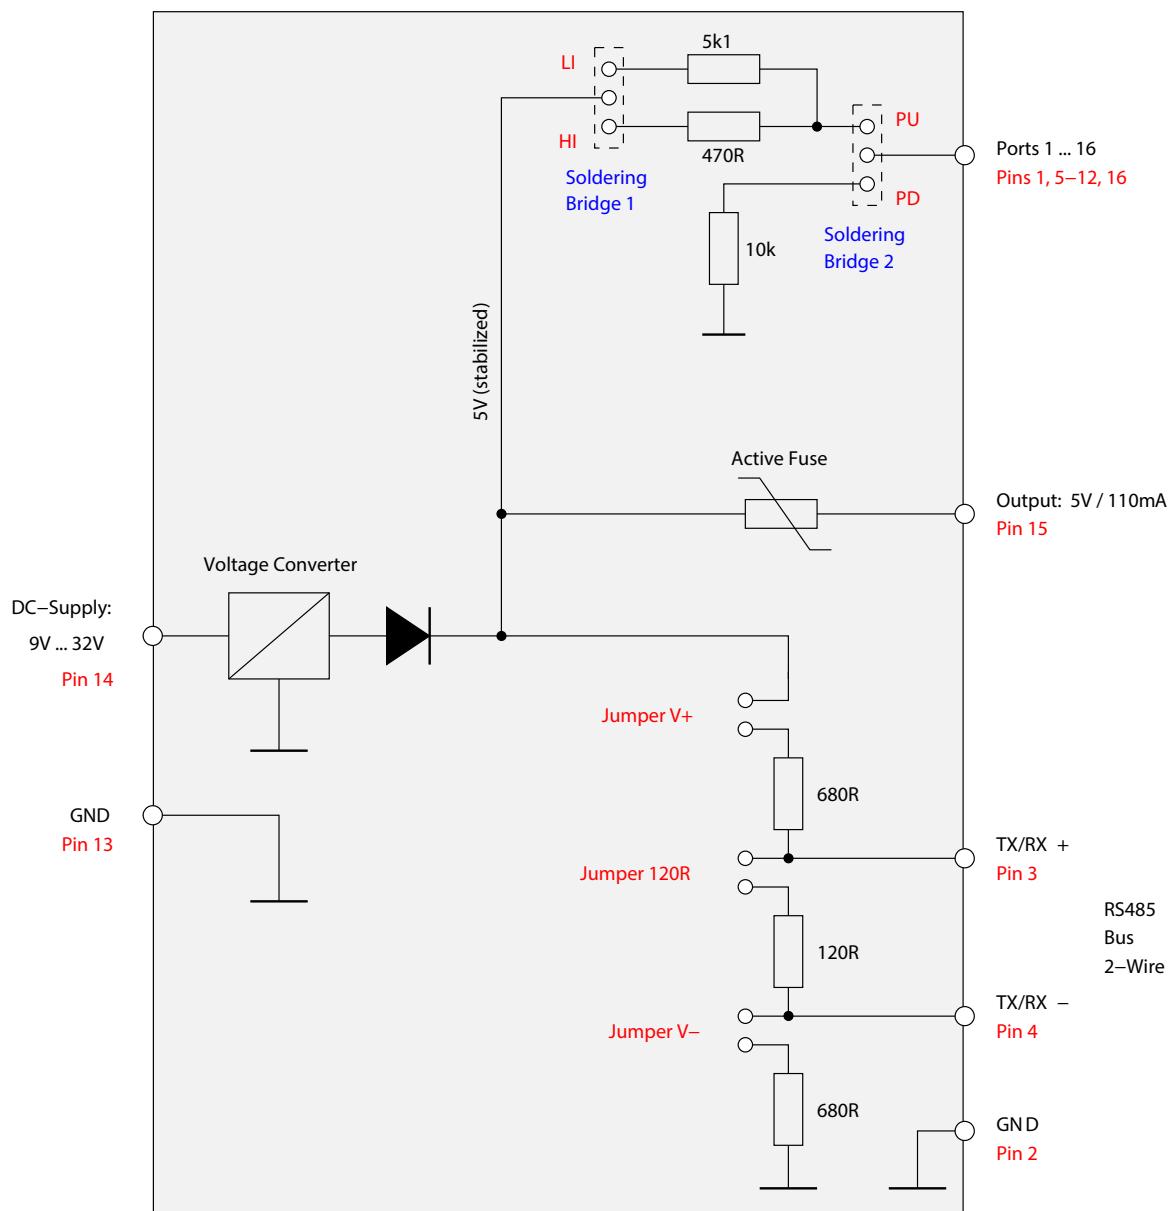 5k1
LI
HI
470R
PU
PD
Soldering
Bridge 1
Ports 1 ... 16
Pins 1, 5–12, 16
10k
Soldering
Bridge 2
5V (stabilized)
Active Fuse
Output: 5V / 110mA
Pin 15
Voltage Converter
DC–Supply:
9V ... 32V
Pin 14
Jumper V+
680R
GND
Pin 13
TX/RX +
Pin 3
Jumper 120R
RS485
Bus
2–Wire
120R
TX/RX –
Pin 4
Jumper V–
680R
GND
Pin 2